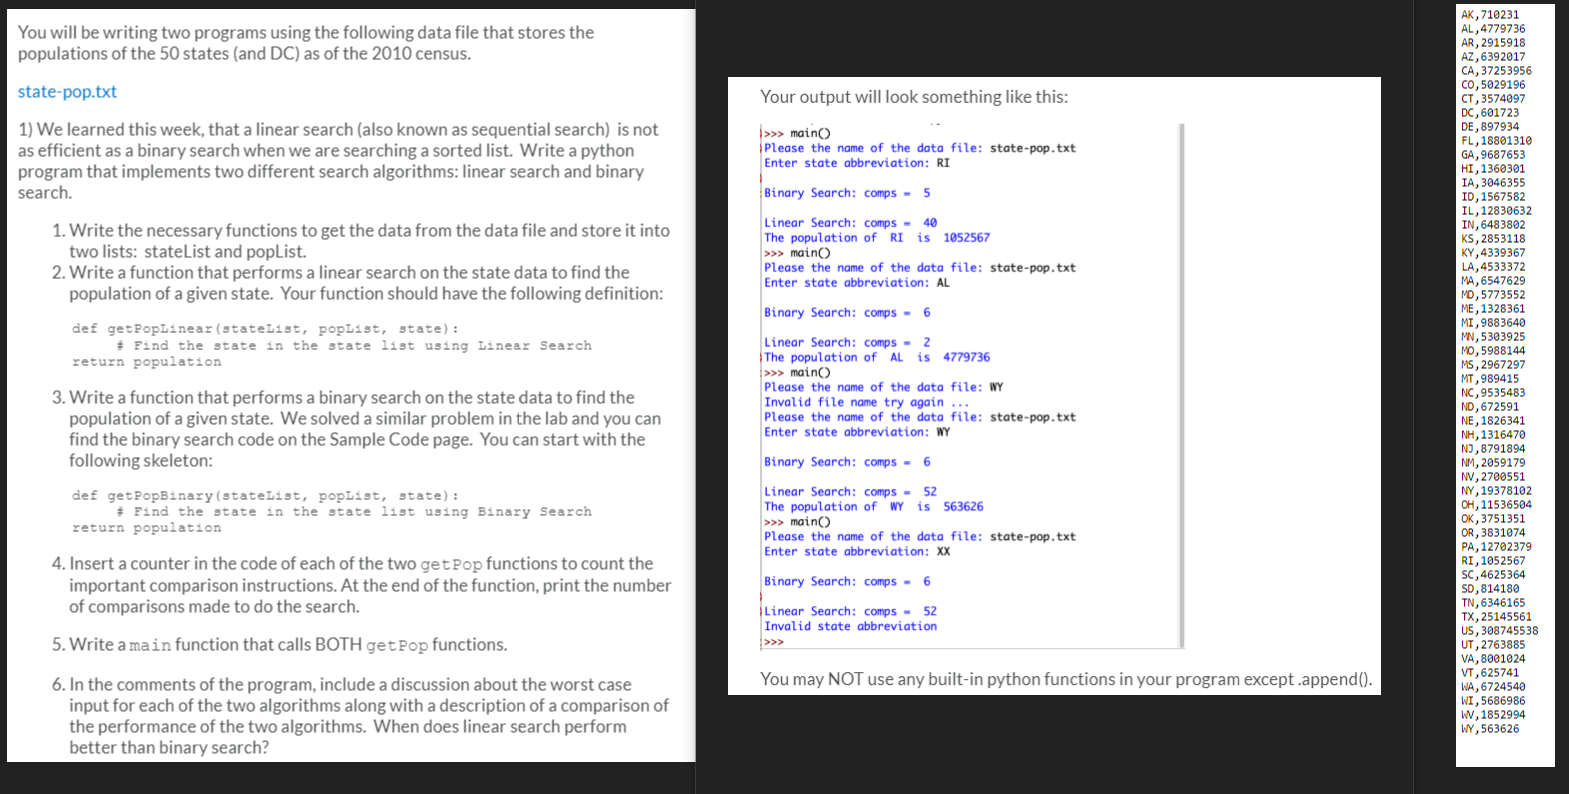 You will be writing two programs using the following data file that stores the
populations of the 50 states (and DC) as of the 2010 census.
state-pop.txt
1) We learned this week, that a linear search (also known as sequential search) is not
as efficient as a binary search when we are searching a sorted list. Write a python
program that implements two different search algorithms: linear search and binary
search.
1. Write the necessary functions to get the data from the data file and store it into
two lists: stateList and popList.
2. Write a function that performs a linear search on the state data to find the
population of a given state. Your function should have the following definition:
def getPopLinear(stateList, popList, state):
# Find the state in the state list using Linear Search
return population
3. Write a function that performs a binary search on the state data to find the
population of a given state. We solved a similar problem in the lab and you can
find the binary search code on the Sample Code page. You can start with the
following skeleton:
def getPopBinary(stateList, popList, state):
# Find the state in the state list using Binary Search
return population
4. Insert a counter in the code of each of the two getPop functions to count the
important comparison instructions. At the end of the function, print the number
of comparisons made to do the search.
5. Write a main function that calls BOTH getPop functions.
6. In the comments of the program, include a discussion about the worst case
input for each of the two algorithms along with a description of a comparison of
the performance of the two algorithms. When does linear search perform
better than binary search?
Your output will look something like this:
>>> main()
Please the name of the data file: state-pop.txt
Enter state abbreviation: RI
Binary Search: comps = 5
Linear Search: comps = 40
The population of RI is 1052567
>>> main()
Please the name of the data file: state-pop.txt
Enter state abbreviation: AL
Binary Search: comps = 6
Linear Search: comps = 2
The population of AL is 4779736
>>> main()
Please the name of the data file: WY
Invalid file name try again ...
Please the name of the data file: state-pop.txt
Enter state abbreviation: WY
Binary Search: comps = 6
Linear Search: comps = 52
The population of WY is 563626
>>> main()
Please the name of the data file: state-pop.txt
Enter state abbreviation: XX
Binary Search: comps = 6
Linear Search: comps = 52
Invalid state abbreviation
>>>
You may NOT use any built-in python functions in your program except .append().
AK,710231
AL,4779736
AR,2915918
AZ,6392017
CA,37253956
CO,5029196
CT,3574097
DC,601723
DE,897934
FL,18801310
GA,9687653
HI,1360301
IA,3046355
ID,1567582
IL,12830632
IN,6483802
KS,2853118
KY,4339367
LA,4533372
MA,6547629
MD,5773552
ME,1328361
MI,9883640
MN,5303925
MO,5988144
MS,2967297
MT,989415
NC,9535483
ND,672591
NE,1826341
NH,1316470
NJ,8791894
NM,2059179
NV,2700551
NY,19378102
OH,11536504
OK,3751351
OR,3831074
PA,12702379
RI,1052567
SC,4625364
SD,814180
TN,6346165
TX,25145561
US,308745538
UT,2763885
VA,8001024
VT,625741
WA,6724540
WI,5686986
WV,1852994
WY,563626